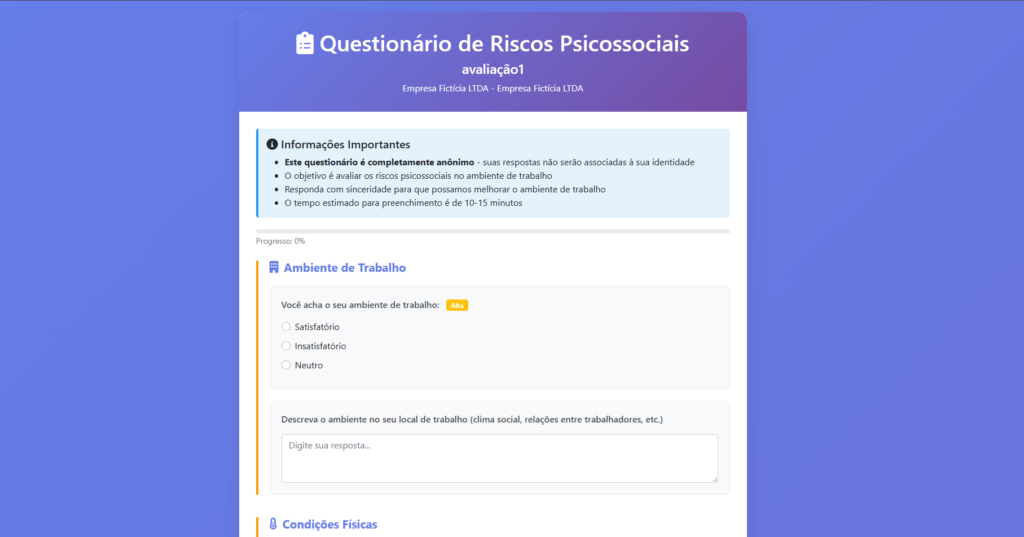 Questionário de Riscos Psicossociais
avaliação1
Empresa Fictícia LTDA - Empresa Fictícia LTDA
Informações Importantes
Este questionário é completamente anônimo - suas respostas não serão associadas à sua identidade
O objetivo é avaliar os riscos psicossociais no ambiente de trabalho
Responda com sinceridade para que possamos melhorar o ambiente de trabalho
O tempo estimado para preenchimento é de 10-15 minutos
Progresso: 0%
Ambiente de Trabalho
Você acha o seu ambiente de trabalho: Alta
Satisfatório
Insatisfatório
Neutro
Descreva o ambiente no seu local de trabalho (clima social, relações entre trabalhadores, etc.)
Digite sua resposta...
Condições Físicas